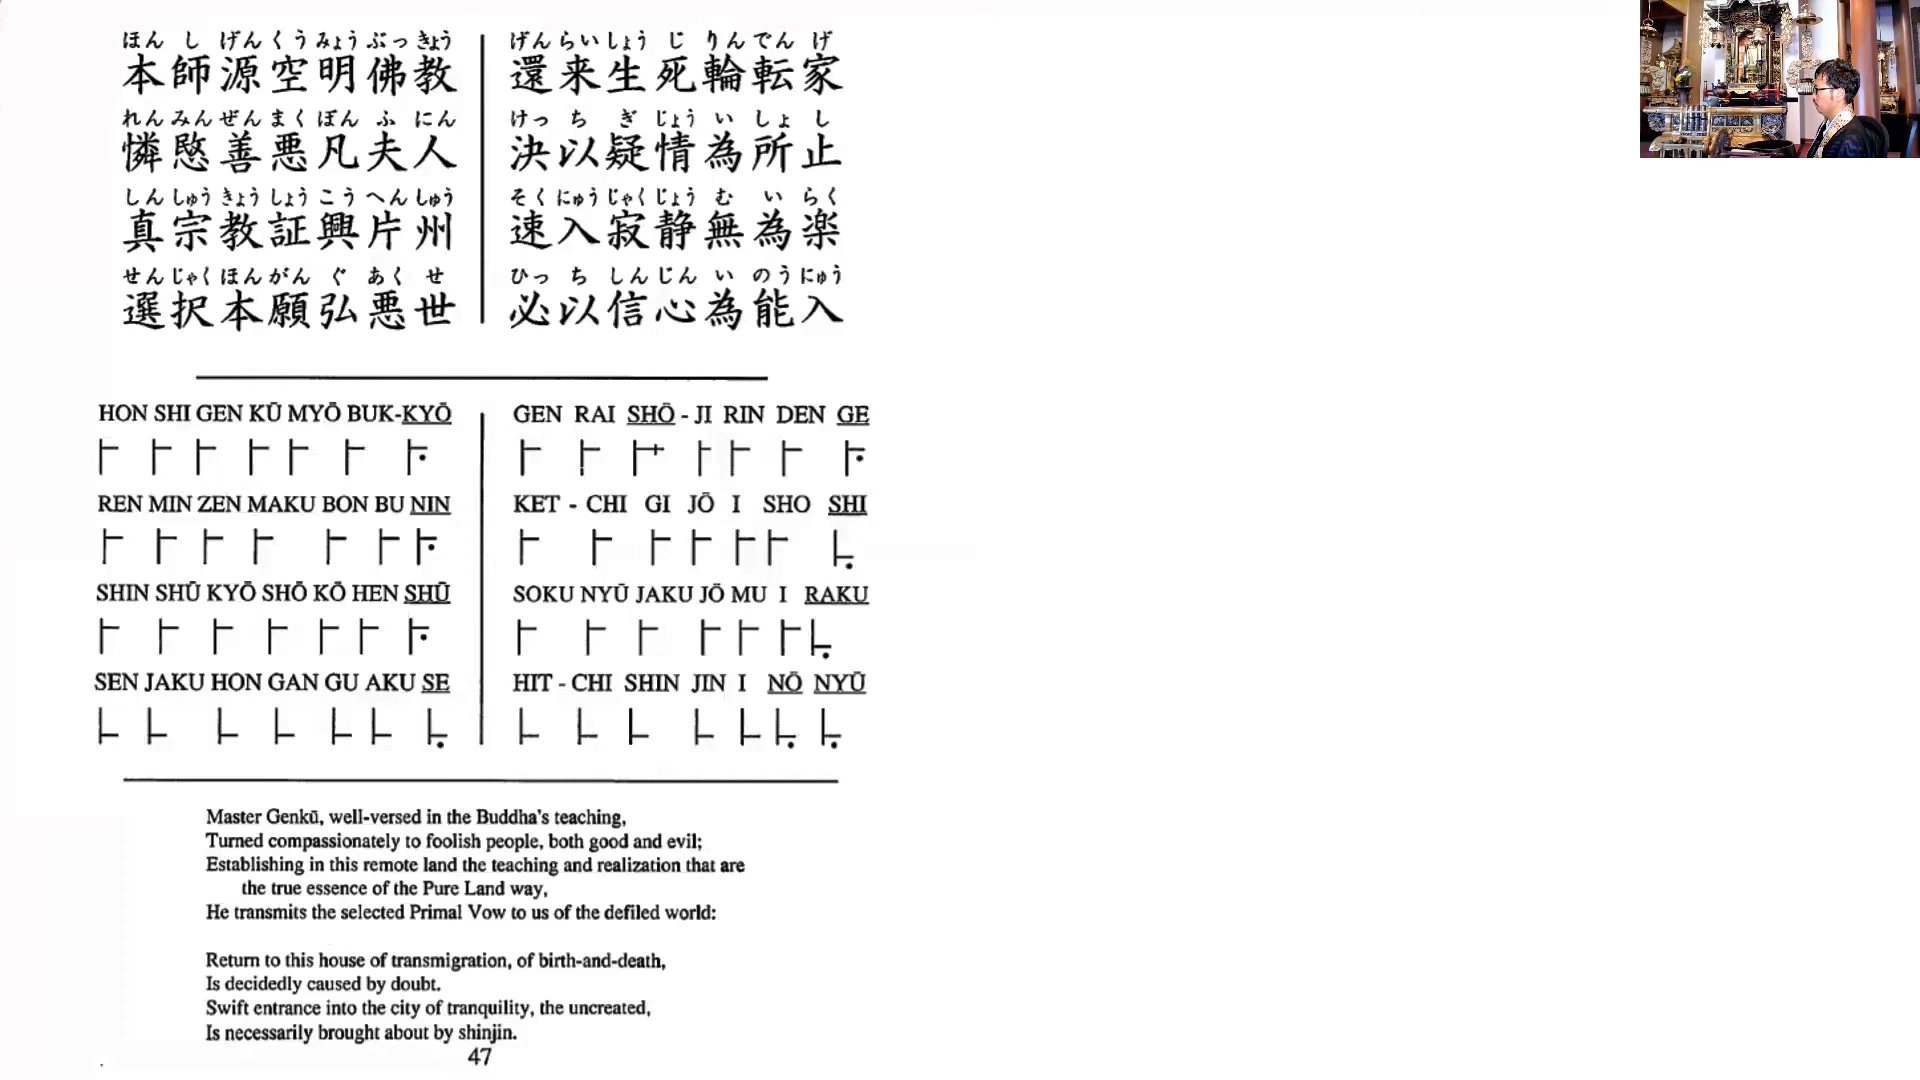 ほん し げん くう みょう ぶっ きょう
本師源空明佛教
れん みん ぜん まく ぼん ふ にん
憐愍善悪凡夫人
しん しゅう きょう しょう こう へん しゅう
真宗教証興片州
せん じゃく ほん がん ぐ あく せ
選択本願弘悪世
げん らい しょう じ りん でん げ
還来生死輪転家
けっ ち ぎ じょう い しょ し
決以疑情為所止
そく にゅう じゃく じょう む い らく
速入寂静無為楽
ひっ ち しん じん い のう にゅう
必以信心為能入
HON SHI GEN KŪ MYŌ BUK-KYŌ
REN MIN ZEN MAKU BON BU NIN
SHIN SHŪ KYŌ SHŌ KŌ HEN SHŪ
SEN JAKU HON GAN GU AKU SE
GEN RAI SHŌ - JI RIN DEN GE
KET - CHI GI JŌ I SHO SHI
SOKU NYŪ JAKU JŌ MU I RAKU
HIT - CHI SHIN JIN I NŌ NYŪ
Master Genkū, well-versed in the Buddha's teaching,
Turned compassionately to foolish people, both good and evil;
Establishing in this remote land the teaching and realization that are
the true essence of the Pure Land way,
He transmits the selected Primal Vow to us of the defiled world:
Return to this house of transmigration, of birth-and-death,
Is decidedly caused by doubt.
Swift entrance into the city of tranquility, the uncreated,
Is necessarily brought about by shinjin.
47